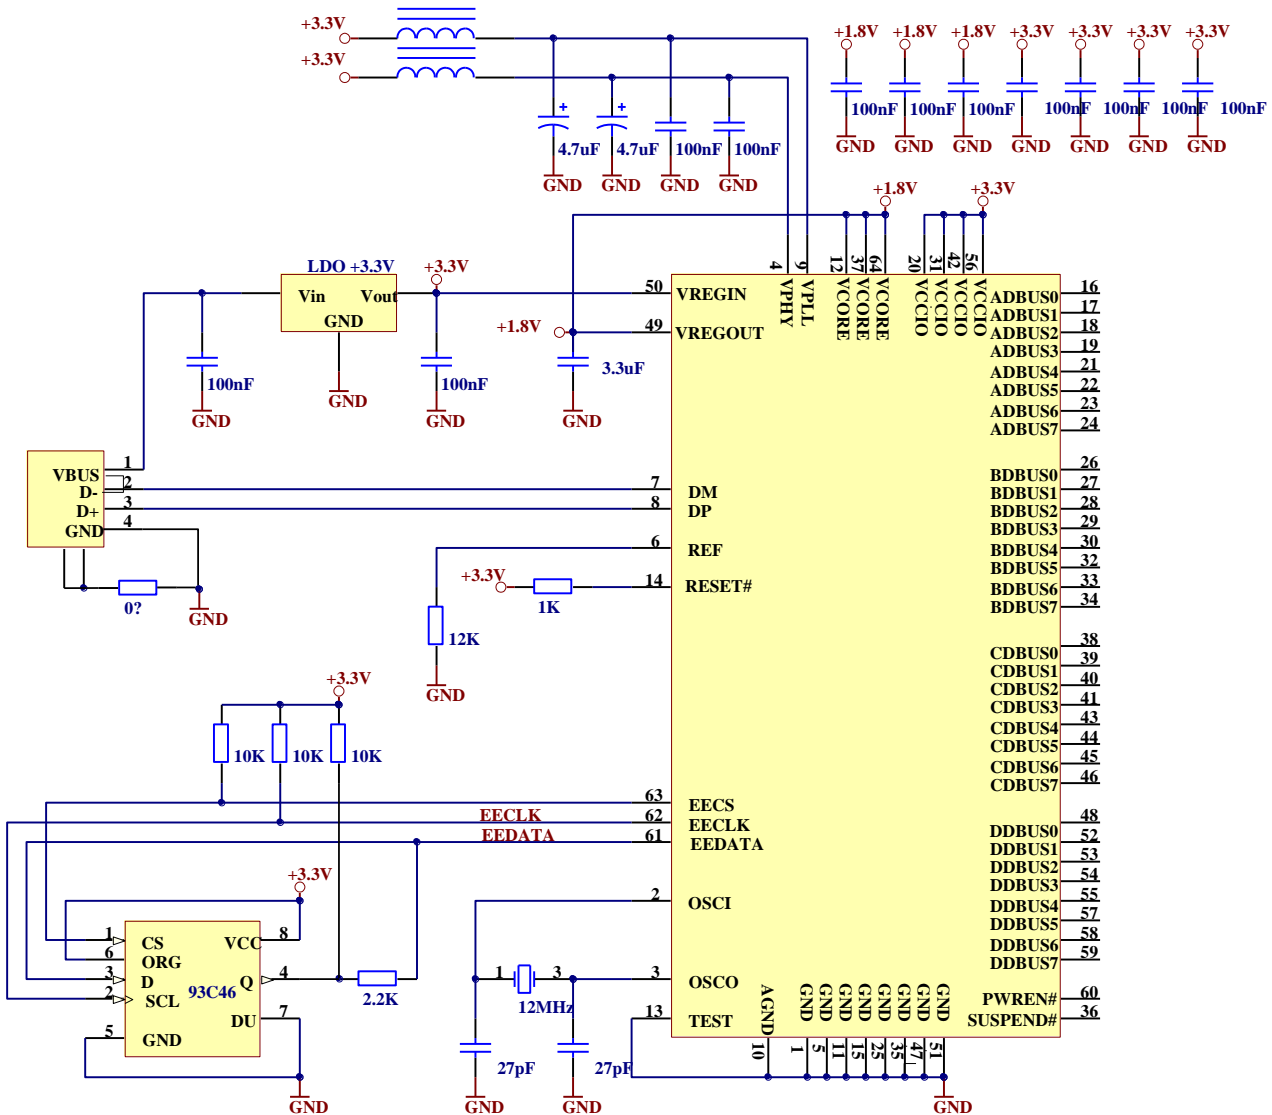 +3.3V
+3.3V
4.7uF
4.7uF
100nF
100nF
GND
GND
GND
GND
+1.8V
+1.8V
+1.8V
+3.3V
+3.3V
+3.3V
+3.3V
100nF
100nF
100nF
100nF
100nF
100nF
100nF
GND
GND
GND
GND
GND
GND
GND
+1.8V
+3.3V
4
9
12
37
64
20
31
42
56
VPHY
VPLL
VCORE
VCORE
VCORE
VCCIO
VCCIO
VCCIO
VCCIO
LDO +3.3V
Vin
Vout
GND
+3.3V
100nF
GND
GND
100nF
GND
+1.8V
3.3uF
GND
50
VREGIN
49
VREGOUT
VBUS
D-
D+
GND
1
2
3
4
0?
GND
7
DM
8
DP
6
REF
14
RESET#
+3.3V
1K
12K
GND
+3.3V
10K
10K
10K
63
EECS
EECLK
62
EECLK
EEDATA
61
EEDATA
+3.3V
1
CS
6
ORG
3
D
2
SCL
5
GND
93C46
VCC
8
Q
4
DU
7
GND
2.2K
2
OSCI
1
3
12MHz
3
OSCO
13
TEST
27pF
27pF
GND
GND
AGND
GND
GND
GND
GND
GND
GND
GND
GND
10
1
5
11
15
25
35
47
51
GND
ADBUS0
16
ADBUS1
17
ADBUS2
18
ADBUS3
19
ADBUS4
21
ADBUS5
22
ADBUS6
23
ADBUS7
24
BDBUS0
26
BDBUS1
27
BDBUS2
28
BDBUS3
29
BDBUS4
30
BDBUS5
32
BDBUS6
33
BDBUS7
34
CDBUS0
38
CDBUS1
39
CDBUS2
40
CDBUS3
41
CDBUS4
43
CDBUS5
44
CDBUS6
45
CDBUS7
46
DDBUS0
48
DDBUS1
52
DDBUS2
53
DDBUS3
54
DDBUS4
55
DDBUS5
57
DDBUS6
58
DDBUS7
59
PWREN#
60
SUSPEND#
36